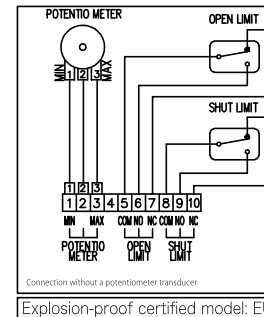 POTENTIO METER
OPEN LIMIT
MIN 1 2 3 MAX
SHUT LIMIT
1 2 3
1 2 3 4 5 6 7 8 9 10
MIN MAX COM NO NC COM NO NC
POTENTIO METER
OPEN LIMIT
SHUT LIMIT
Connection without a potentiometer transducer
Explosion-proof certified model: